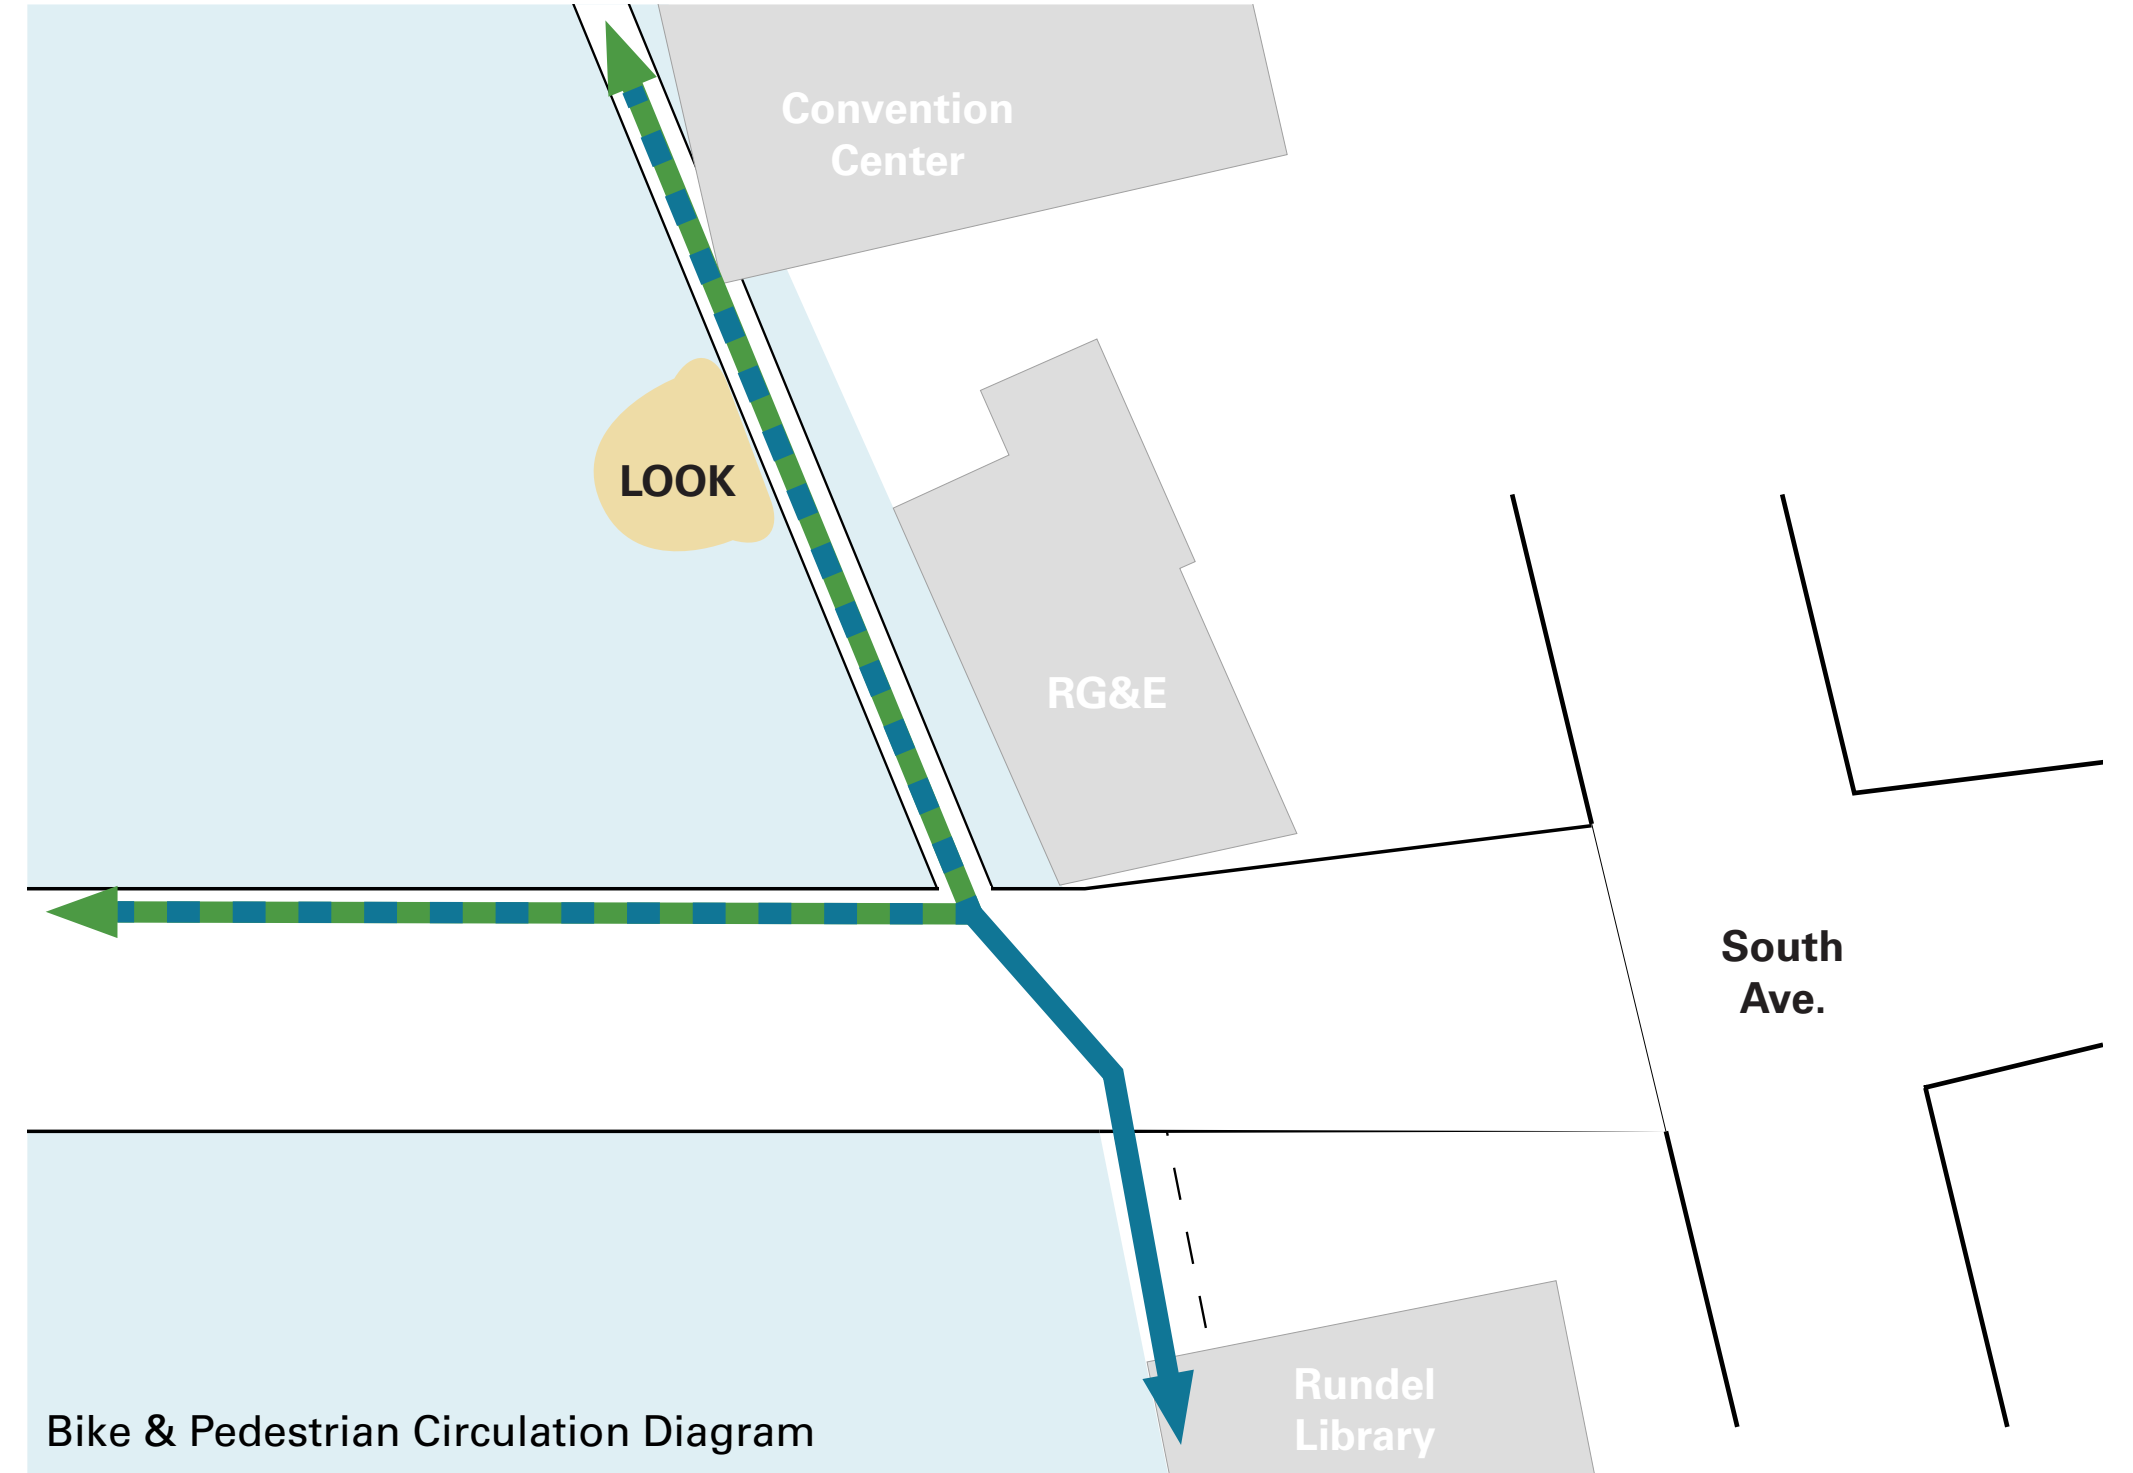 Convention
Center
LOOK
RG&E
South
Ave.
Rundel
Library
Bike & Pedestrian Circulation Diagram